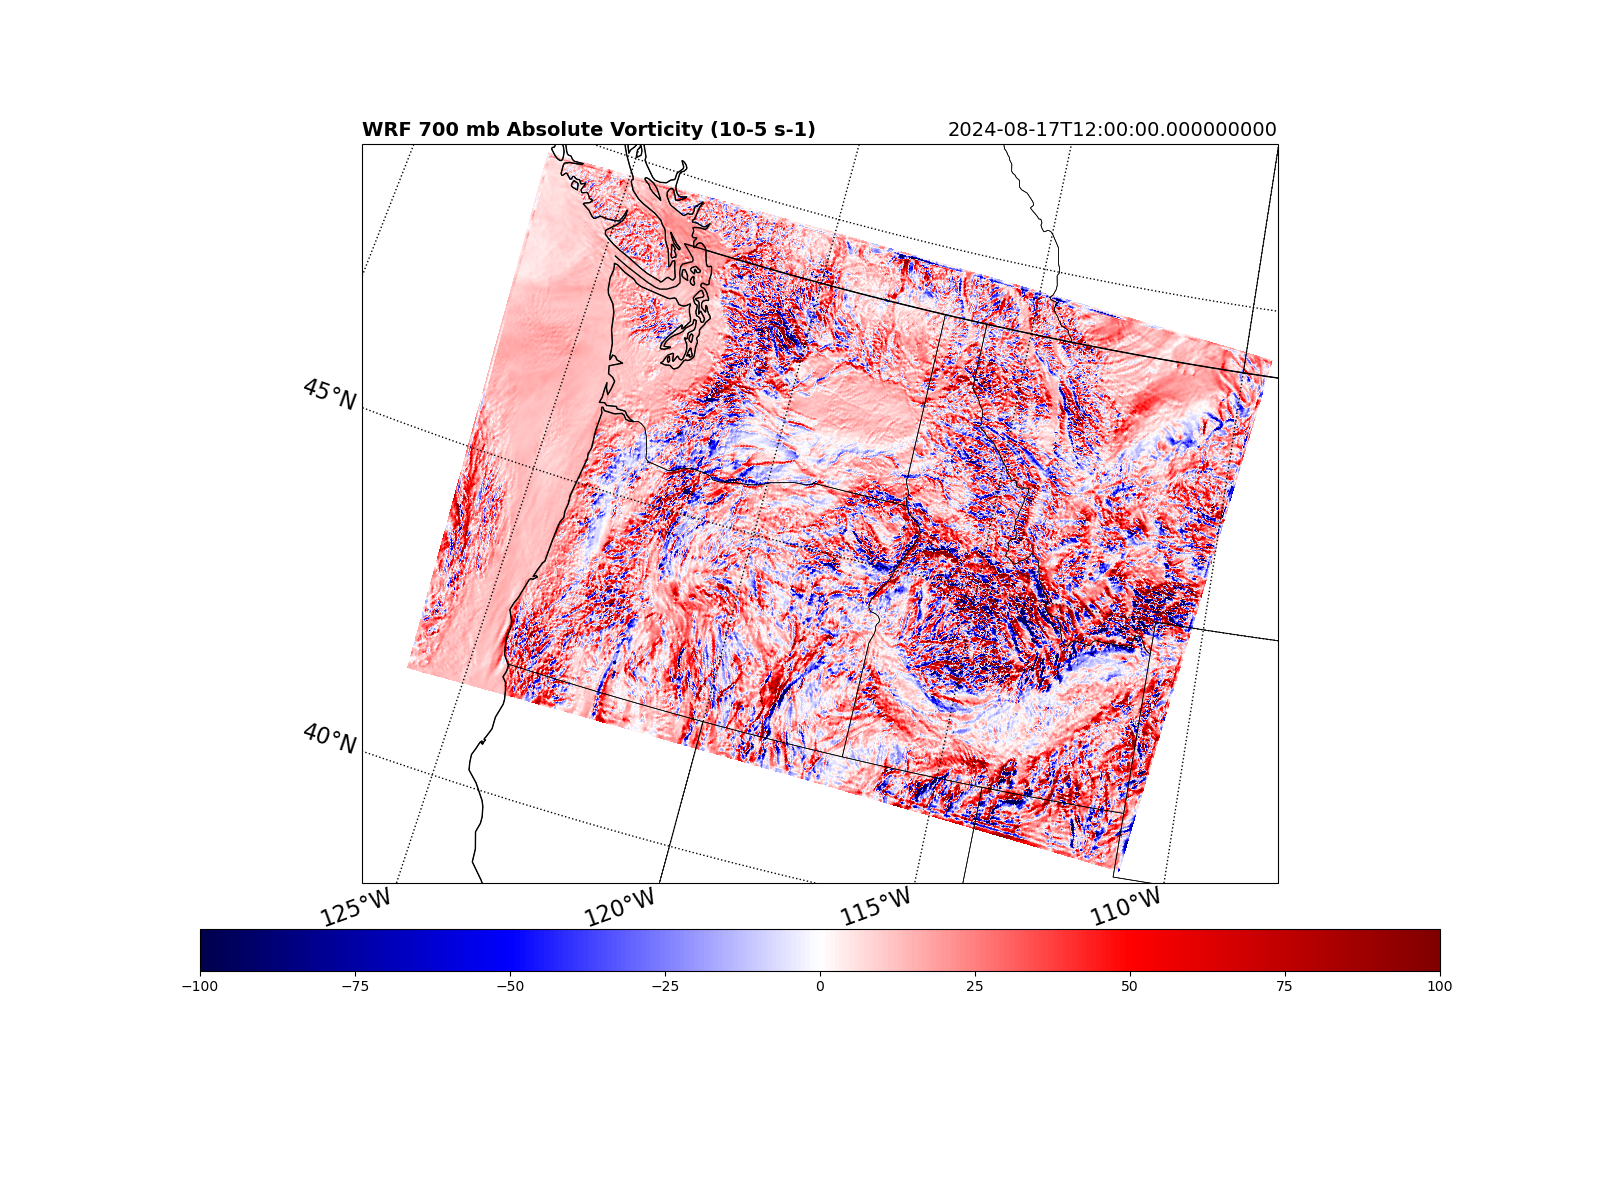 WRF 700 mb Absolute Vorticity (10-5 s-1) 2024-08-17T12:00:00.000000000
45°N
40°N
125°W 120°W 115°W 110°W
−100 −75 −50 −25 0 25 50 75 100